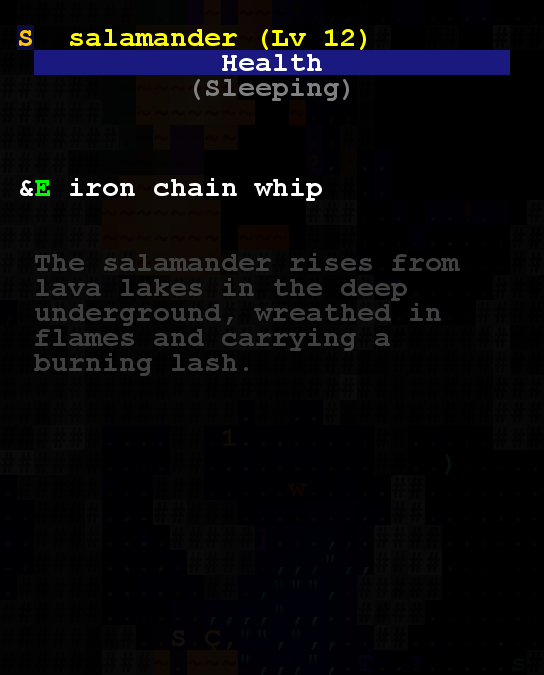 S salamander (Lv 12)
Health
(Sleeping)
&E iron chain whip
The salamander rises from
lava lakes in the deep
underground, wreathed in
flames and carrying a
burning lash.